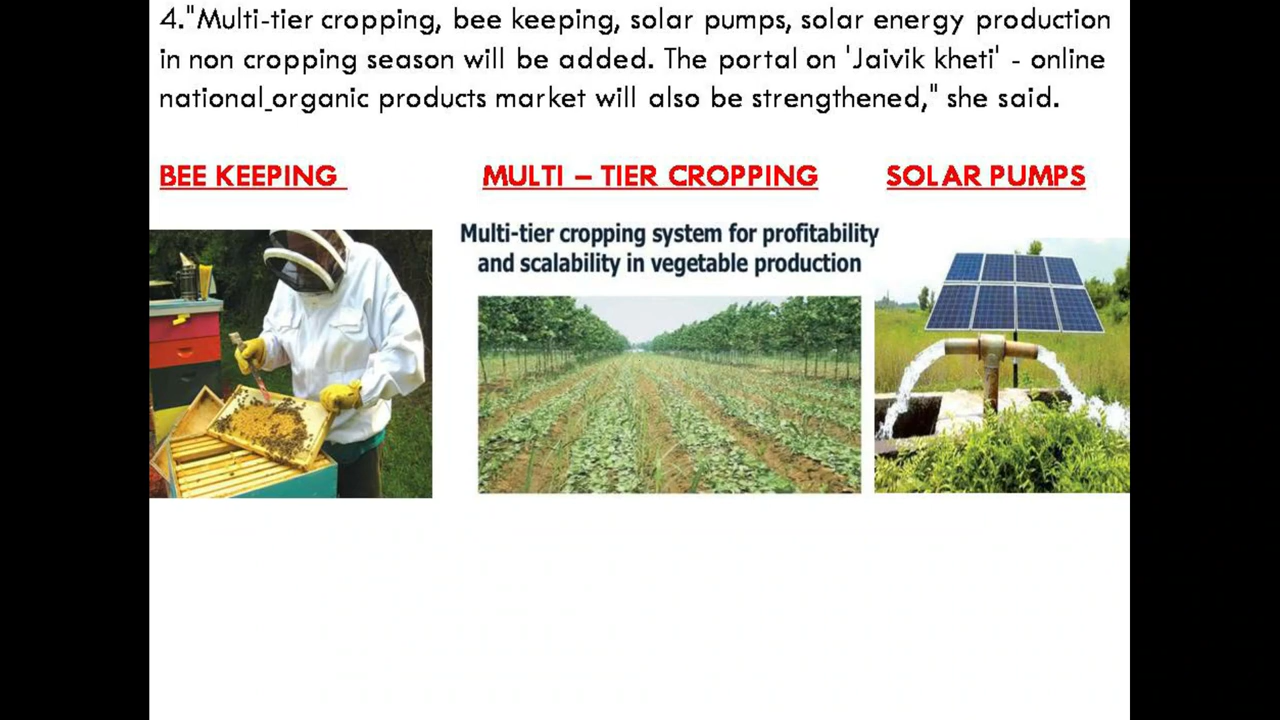 4."Multi-tier cropping, bee keeping, solar pumps, solar energy production
in non cropping season will be added. The portal on 'Jaivik kheti' - online
national organic products market will also be strengthened," she said.
BEE KEEPING
MULTI – TIER CROPPING
SOLAR PUMPS
Multi-tier cropping system for profitability
and scalability in vegetable production